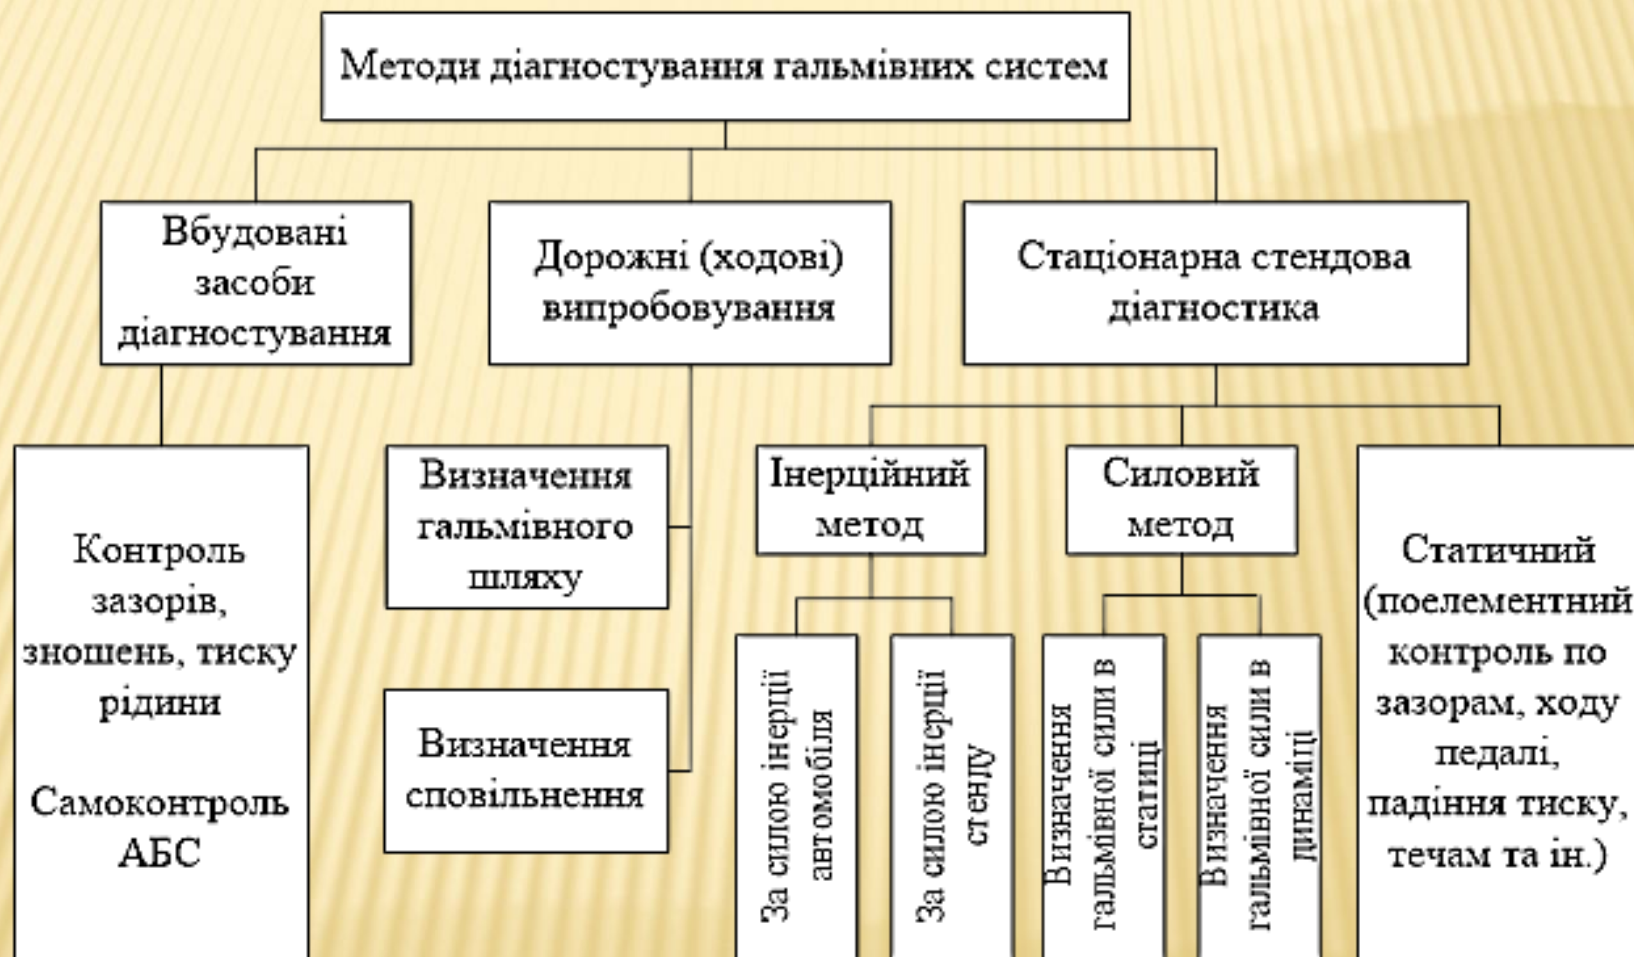 Методи діагностування гальмівних систем
Вбудовані
засоби
діагностування
Дорожні (ходові)
випробовування
Стаціонарна стендова
діагностика
Контроль
зазорів,
зношень, тиску
рідини
Самоконтроль
АБС
Визначення
гальмівного
шляху
Визначення
сповільнення
Інерційний
метод
За силою інерції
автомобіля
За силою інерції
стенду
Силовий
метод
Визначення
гальмівної сили в
статиці
Визначення
гальмівної сили в
динаміці
Статичний
(поелементний
контроль по
зазорам, ходу
педалі,
падіння тиску,
течам та ін.)